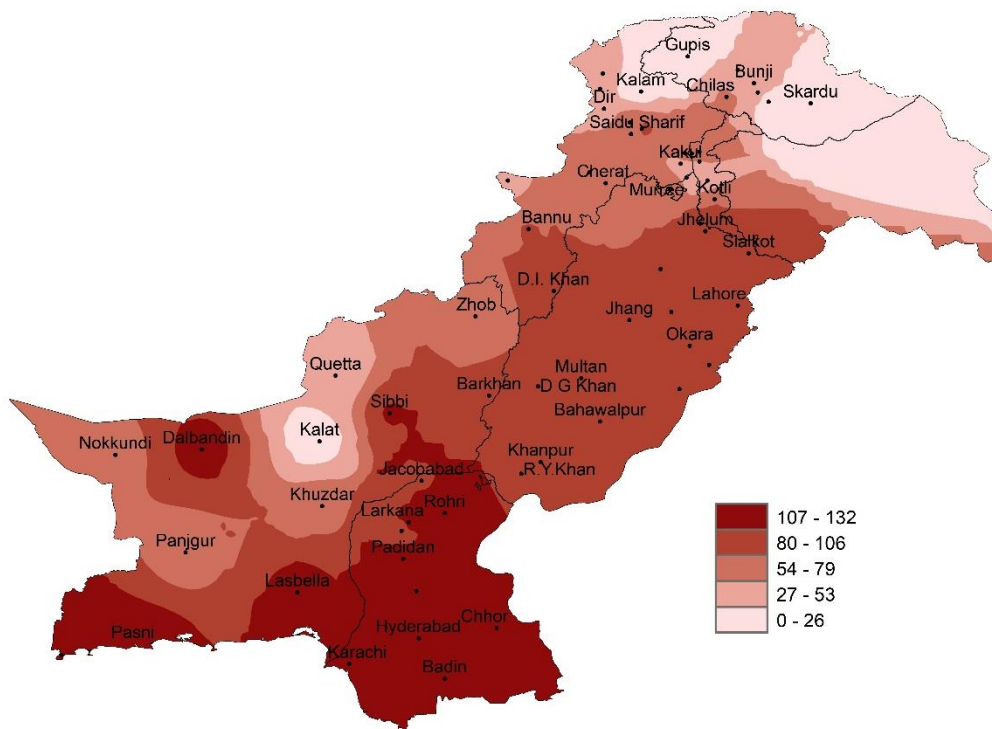 Gupis
Kalam
Bunji
Chilas
Skardu
Dir
Saidu Sharif
Kakul
Cherat
Murree
Kotli
Bannu
Jhelum
Sialkot
D.I. Khan
Zhob
Lahore
Jhang
Okara
Quetta
Multan
Barkhan
D G Khan
Sibbi
Bahawalpur
Kalat
Dalbandin
Nokkundi
Khanpur
R.Y.Khan
Jacobabad
Khuzdar
Rohri
Larkana
Panjgur
Padidan
Lasbella
Chhor
Pasni
Hyderabad
Karachi
Badin
107 - 132
80 - 106
54 - 79
27 - 53
0 - 26